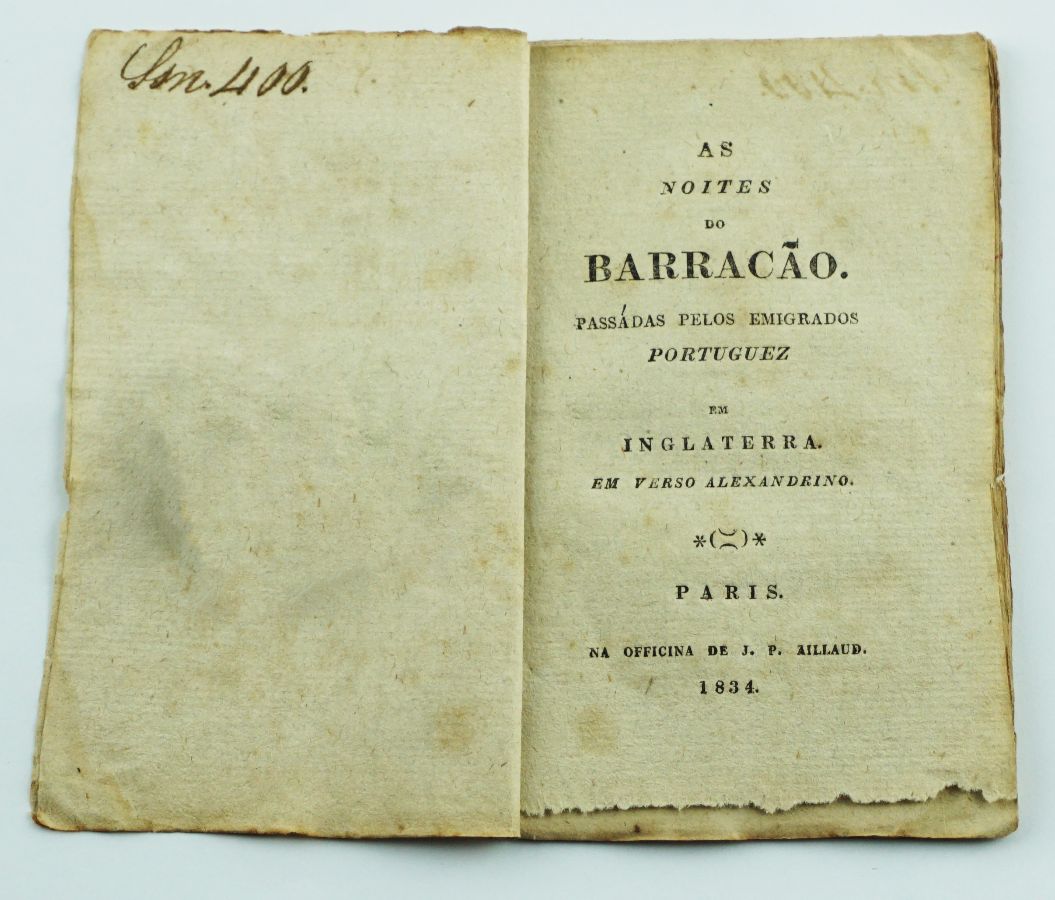 400.
AS
NOITES
DO
BARRACÃO.
PASSÁDAS PELOS EMIGRADOS
PORTUGUEZ
EM
INGLATERRA.
EM VERSO ALEXANDRINO.
PARIS.
NA OFFICINA DE J. P. AILLAUD.
1834.